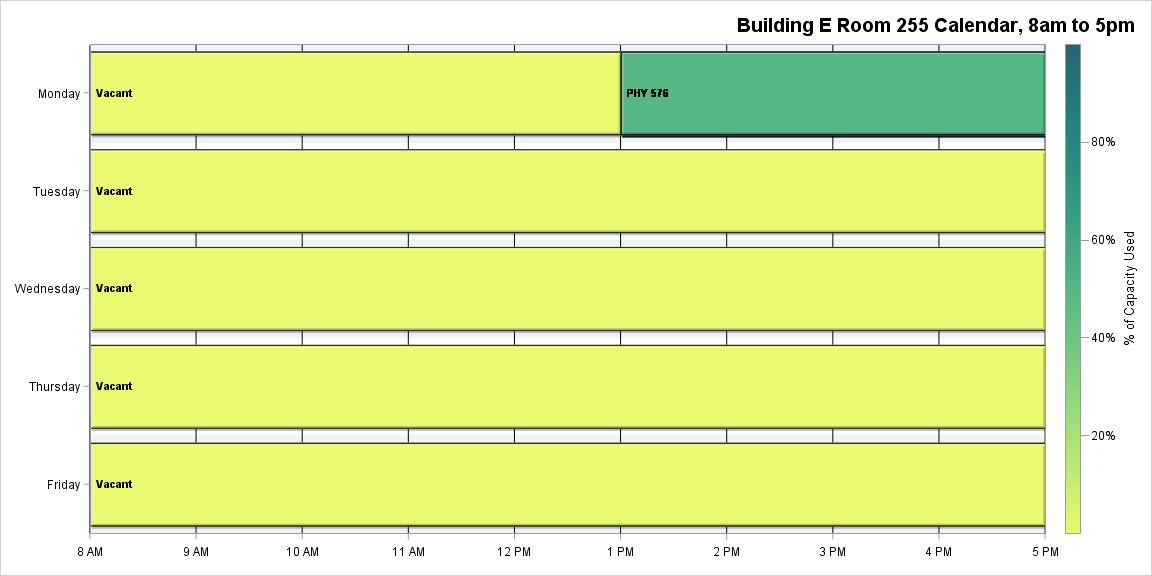 Building E Room 255 Calendar, 8am to 5pm
Monday
Vacant
PHY 576
Tuesday
Vacant
Wednesday
Vacant
Thursday
Vacant
Friday
Vacant
8 AM 9 AM 10 AM 11 AM 12 PM 1 PM 2 PM 3 PM 4 PM 5 PM
80%
60%
40%
20%
% of Capacity Used